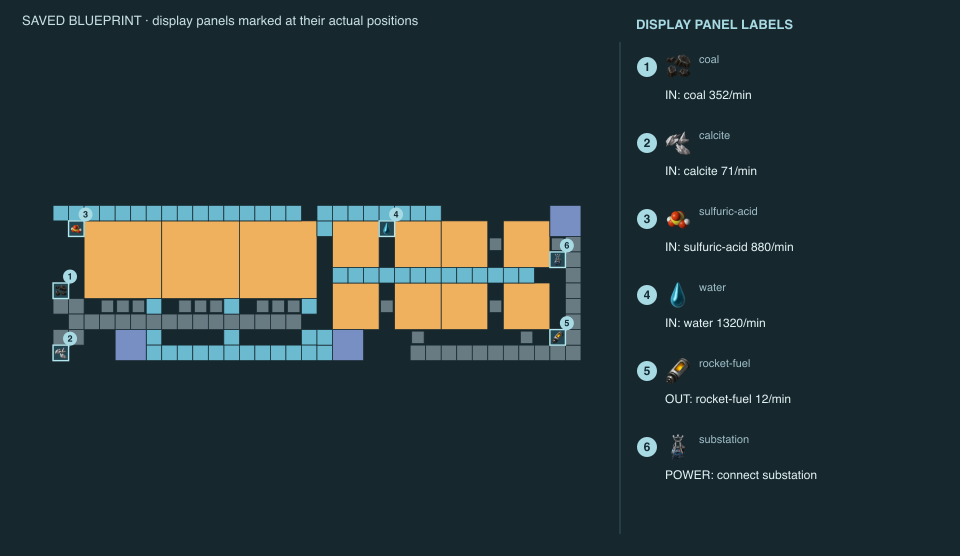 SAVED BLUEPRINT · display panels marked at their actual positions
3
4
6
1
5
2
DISPLAY PANEL LABELS
1
coal
IN: coal 352/min
2
calcite
IN: calcite 71/min
3
sulfuric-acid
IN: sulfuric-acid 880/min
4
water
IN: water 1320/min
5
rocket-fuel
OUT: rocket-fuel 12/min
6
substation
POWER: connect substation